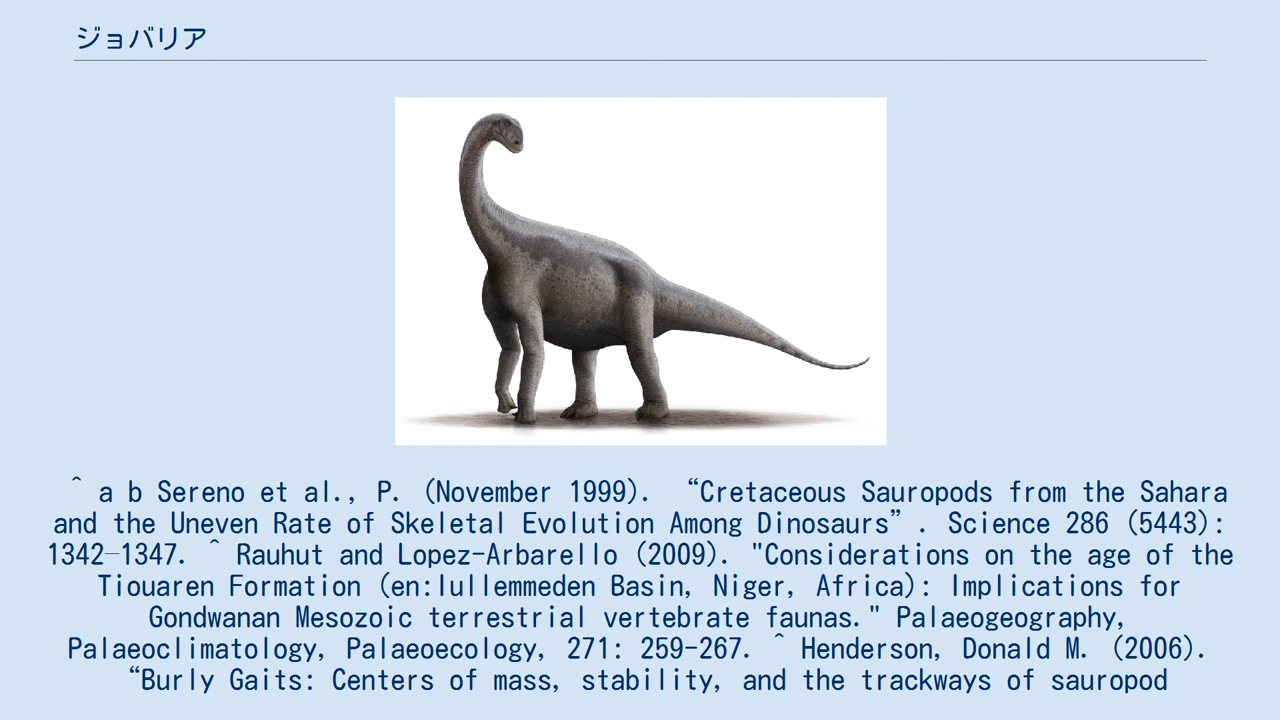 ジョバリア
^ a b Sereno et al., P. (November 1999). “Cretaceous Sauropods from the Sahara
and the Uneven Rate of Skeletal Evolution Among Dinosaurs”. Science 286 (5443):
1342–1347. ^ Rauhut and Lopez-Arbarello (2009). "Considerations on the age of the
Tiouaren Formation (en:Iullemmeden Basin, Niger, Africa): Implications for
Gondwanan Mesozoic terrestrial vertebrate faunas." Palaeogeography,
Palaeoclimatology, Palaeoecology, 271: 259-267. ^ Henderson, Donald M. (2006).
“Burly Gaits: Centers of mass, stability, and the trackways of sauropod